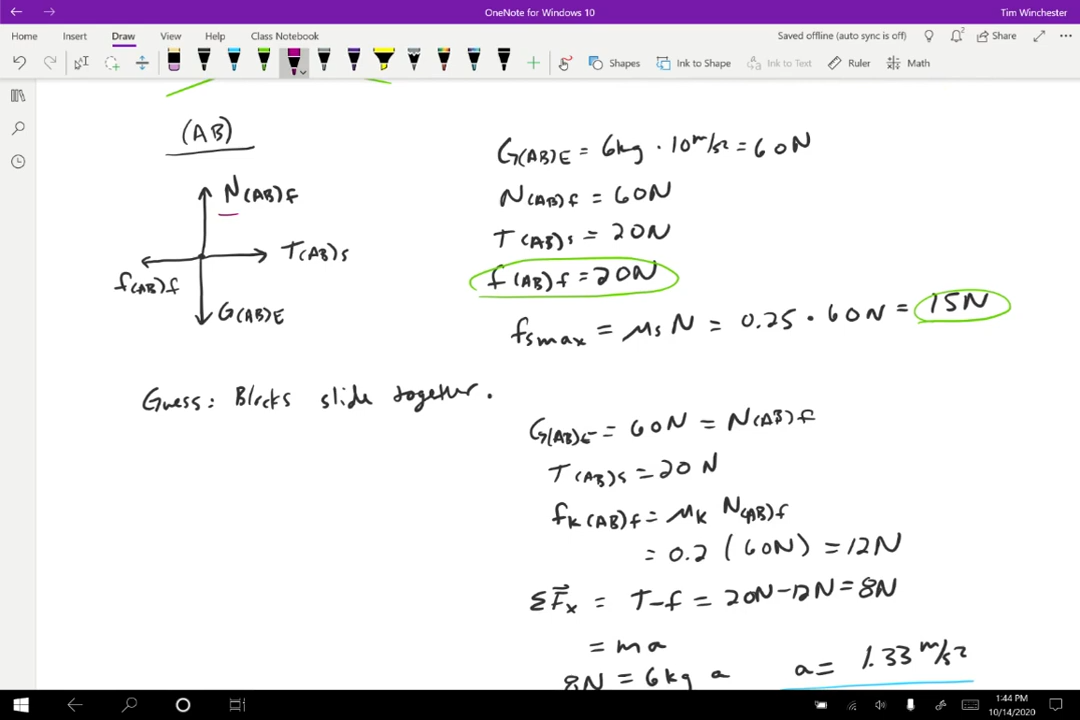 OneNote for Windows 10
Tim Winchester
Home Insert Draw View Help Class Notebook
Saved offline (auto sync is off) Share
Shapes Ink to Shape Ink to Text Ruler Math
(AB)
N(AB)f
T(AB)s
f(AB)f
G(AB)E
G(AB)E = 6kg · 10 m/s2 = 60N
N(AB)f = 60N
T(AB)s = 20N
f(AB)f = 20N
fsmax = μs N = 0.25 · 60N = 15N
Guess: Blocks slide together.
G(AB)E = 60N = N(AB)f
T(AB)s = 20 N
fk(AB)f = μk N(AB)f
= 0.2 (60N) = 12N
ΣF⃗x = T-f = 20N-12N = 8N
= ma
8N = 6kg a a = 1.33 m/s2
1:44 PM
10/14/2020